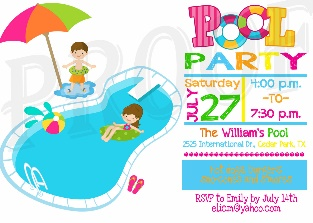 POOL
PARTY
Saturday
JULY
27
4:00 p.m.
-TO-
7:30 p.m.
The William's Pool
2525 International Dr., Cedar Park, TX
RSVP to Emily by July 14th
elicm@yahoo.com